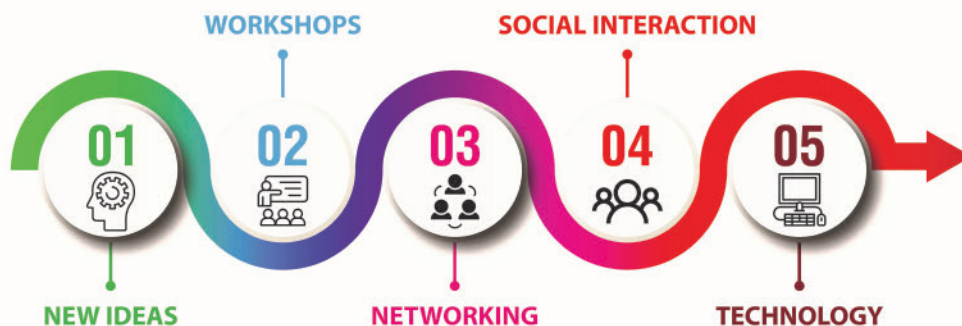 WORKSHOPS
SOCIAL INTERACTION
01
02
03
04
05
NEW IDEAS
NETWORKING
TECHNOLOGY